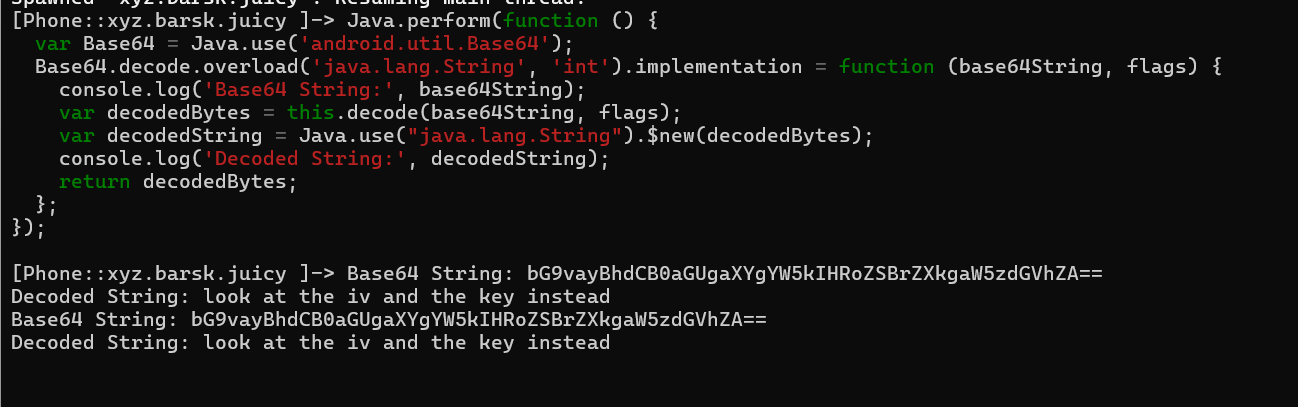 Spawned `xyz.barsk.juicy`. Resuming main thread!
[Phone::xyz.barsk.juicy ]-> Java.perform(function () {
  var Base64 = Java.use('android.util.Base64');
  Base64.decode.overload('java.lang.String', 'int').implementation = function (base64String, flags) {
    console.log('Base64 String:', base64String);
    var decodedBytes = this.decode(base64String, flags);
    var decodedString = Java.use("java.lang.String").$new(decodedBytes);
    console.log('Decoded String:', decodedString);
    return decodedBytes;
  };
});
[Phone::xyz.barsk.juicy ]-> Base64 String: bG9vayBhdCB0aGUgaXYgYW5kIHRoZSBrZXkgaW5zdGVhZA==
Decoded String: look at the iv and the key instead
Base64 String: bG9vayBhdCB0aGUgaXYgYW5kIHRoZSBrZXkgaW5zdGVhZA==
Decoded String: look at the iv and the key instead